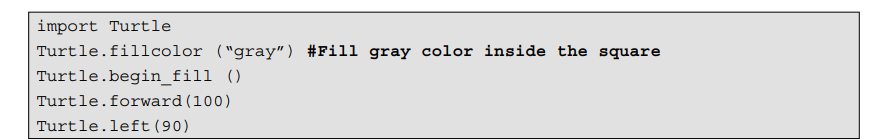 import Turtle
Turtle.fillcolor (“gray”) #Fill gray color inside the square
Turtle.begin_fill ()
Turtle.forward(100)
Turtle.left(90)